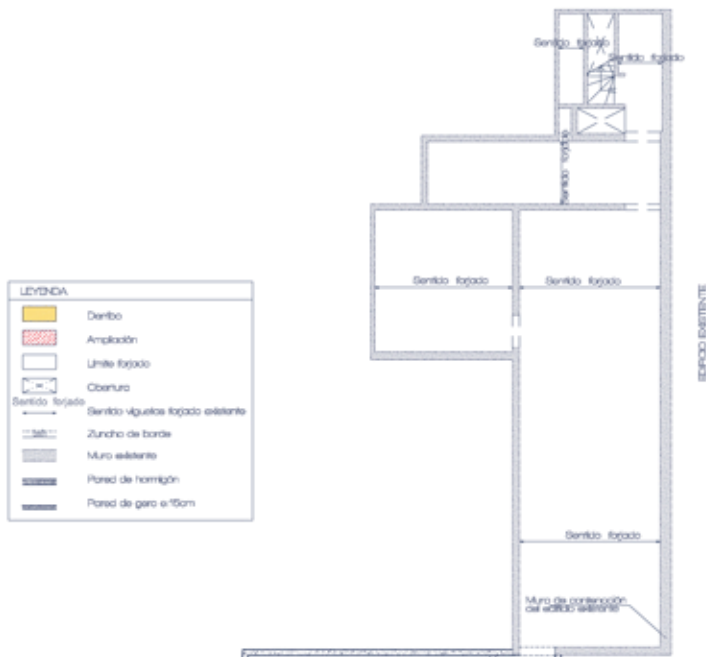 Sentido forjado
Sentido forjado
Sentido forjado
Sentido forjado
Sentido forjado
EDIFICIO EXISTENTE
LEYENDA
Derribo
Ampliación
Límite forjado
Obertura
Sentido forjado
Sentido viguetas forjado existente
Zuncho de borde
Muro existente
Pared de hormigón
Pared de gero e:15cm
Sentido forjado
Muro de contención
del edificio existente